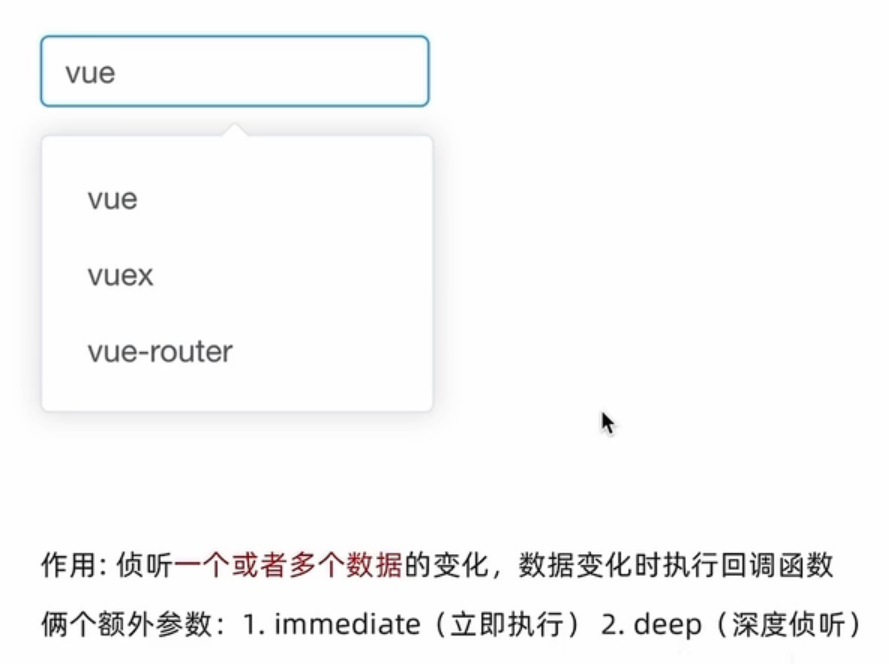 vue
vue
vuex
vue-router
作用: 侦听一个或者多个数据的变化，数据变化时执行回调函数
俩个额外参数：1. immediate（立即执行） 2. deep（深度侦听）